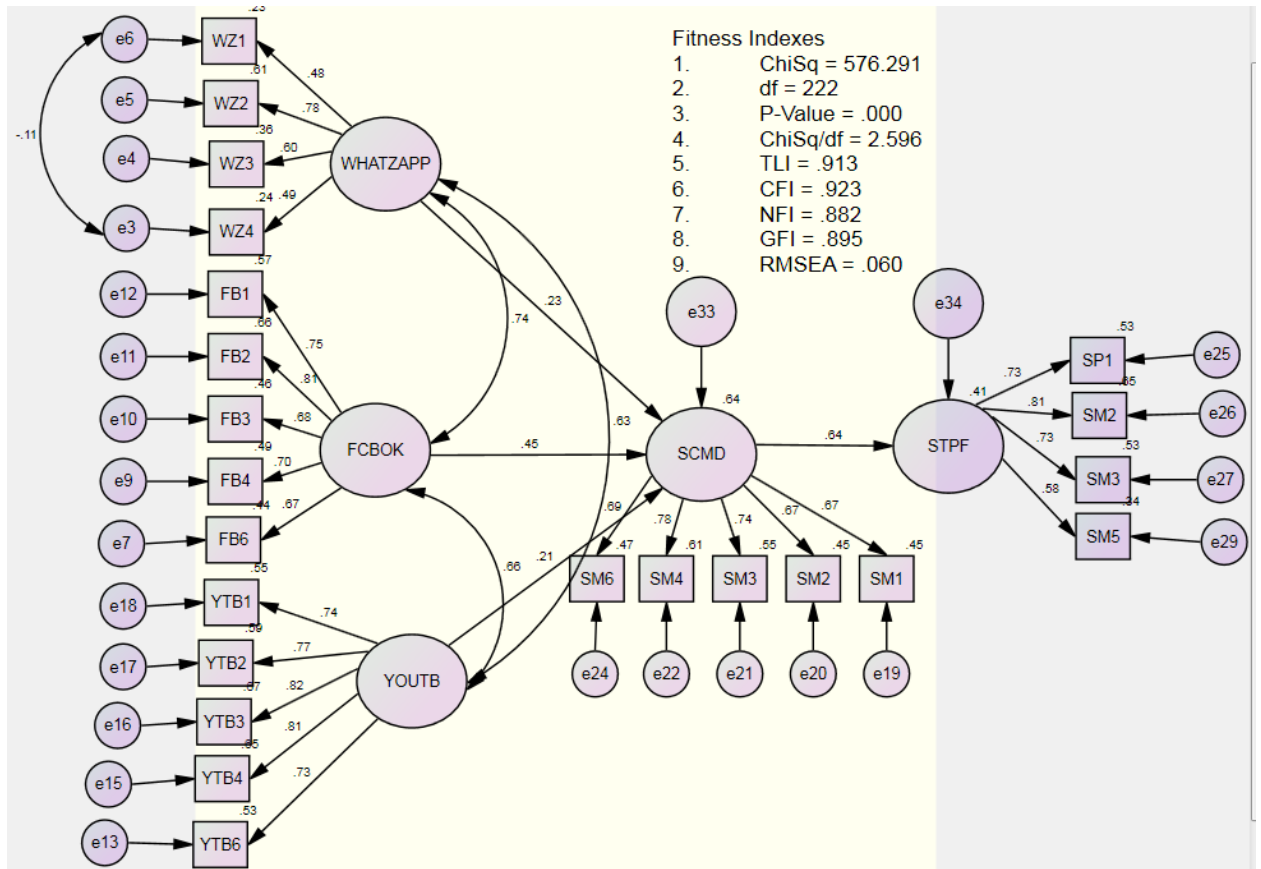 Fitness Indexes
1. ChiSq = 576.291
2. df = 222
3. P-Value = .000
4. ChiSq/df = 2.596
5. TLI = .913
6. CFI = .923
7. NFI = .882
8. GFI = .895
9. RMSEA = .060
.23
e6
WZ1
.48
.61
e5
WZ2
.78
-.11
.36
e4
WZ3
.60
WHATZAPP
.24
.49
e3
WZ4
.57
e12
FB1
.66
.75
e11
FB2
.46
.81
e10
FB3
.68
.49
e9
FB4
.70
.44
.67
e7
FB6
FCBOK
.74
.23
.63
.45
.55
e18
YTB1
.74
.59
e17
YTB2
.77
.67
e16
YTB3
.82
.65
e15
YTB4
.81
.53
.73
e13
YTB6
YOUTB
.66
.21
e33
.64
SCMD
.64
.69
.78
.74
.67
.67
.47
.61
.55
.45
.45
SM6
SM4
SM3
SM2
SM1
e24
e22
e21
e20
e19
e34
.41
STPF
.53
.73
SP1
e25
.65
.81
SM2
e26
.53
.73
SM3
e27
.34
.58
SM5
e29